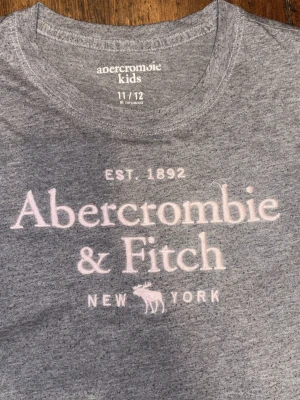 abercrombie
kids
11 / 12
EST. 1892
Abercrombie
& Fitch
NEW YORK